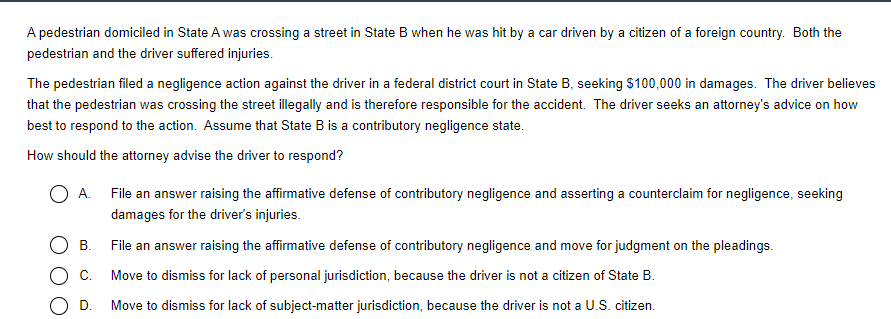 A pedestrian domiciled in State A was crossing a street in State B when he was hit by a car driven by a citizen of a foreign country.  Both the
pedestrian and the driver suffered injuries.
The pedestrian filed a negligence action against the driver in a federal district court in State B, seeking $100,000 in damages.  The driver believes
that the pedestrian was crossing the street illegally and is therefore responsible for the accident.  The driver seeks an attorney's advice on how
best to respond to the action.  Assume that State B is a contributory negligence state.
How should the attorney advise the driver to respond?
A. File an answer raising the affirmative defense of contributory negligence and asserting a counterclaim for negligence, seeking
damages for the driver's injuries.
B. File an answer raising the affirmative defense of contributory negligence and move for judgment on the pleadings.
C. Move to dismiss for lack of personal jurisdiction, because the driver is not a citizen of State B.
D. Move to dismiss for lack of subject-matter jurisdiction, because the driver is not a U.S. citizen.